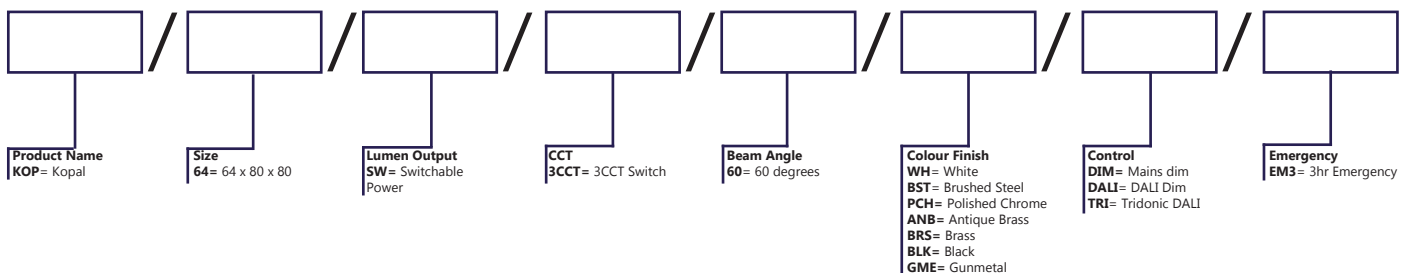 / / / / / / /
Product Name
KOP= Kopal
Size
64= 64 x 80 x 80
Lumen Output
SW= Switchable
Power
CCT
3CCT= 3CCT Switch
Beam Angle
60= 60 degrees
Colour Finish
WH= White
BST= Brushed Steel
PCH= Polished Chrome
ANB= Antique Brass
BRS= Brass
BLK= Black
GME= Gunmetal
Control
DIM= Mains dim
DALI= DALI Dim
TRI= Tridonic DALI
Emergency
EM3= 3hr Emergency